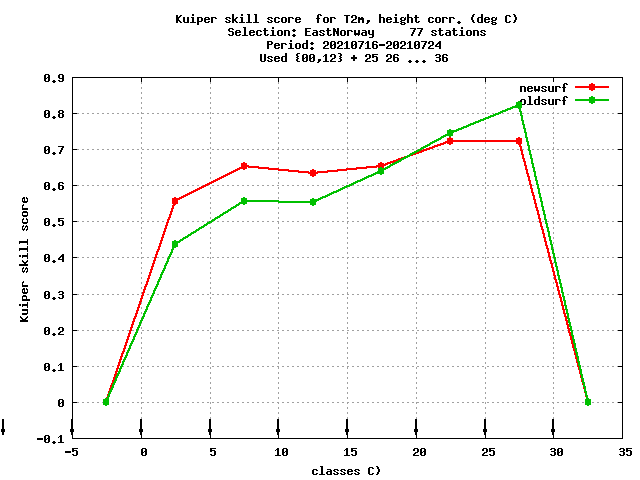 Kuiper skill score  for T2m, height corr. (deg C)
Selection: EastNorway     77 stations
Period: 20210716-20210724
Used {00,12} + 25 26 ... 36
newsurf
oldsurf
0.9
0.8
0.7
0.6
0.5
0.4
0.3
0.2
0.1
0
-0.1
Kuiper skill score
-5 0 5 10 15 20 25 30 35
classes C)